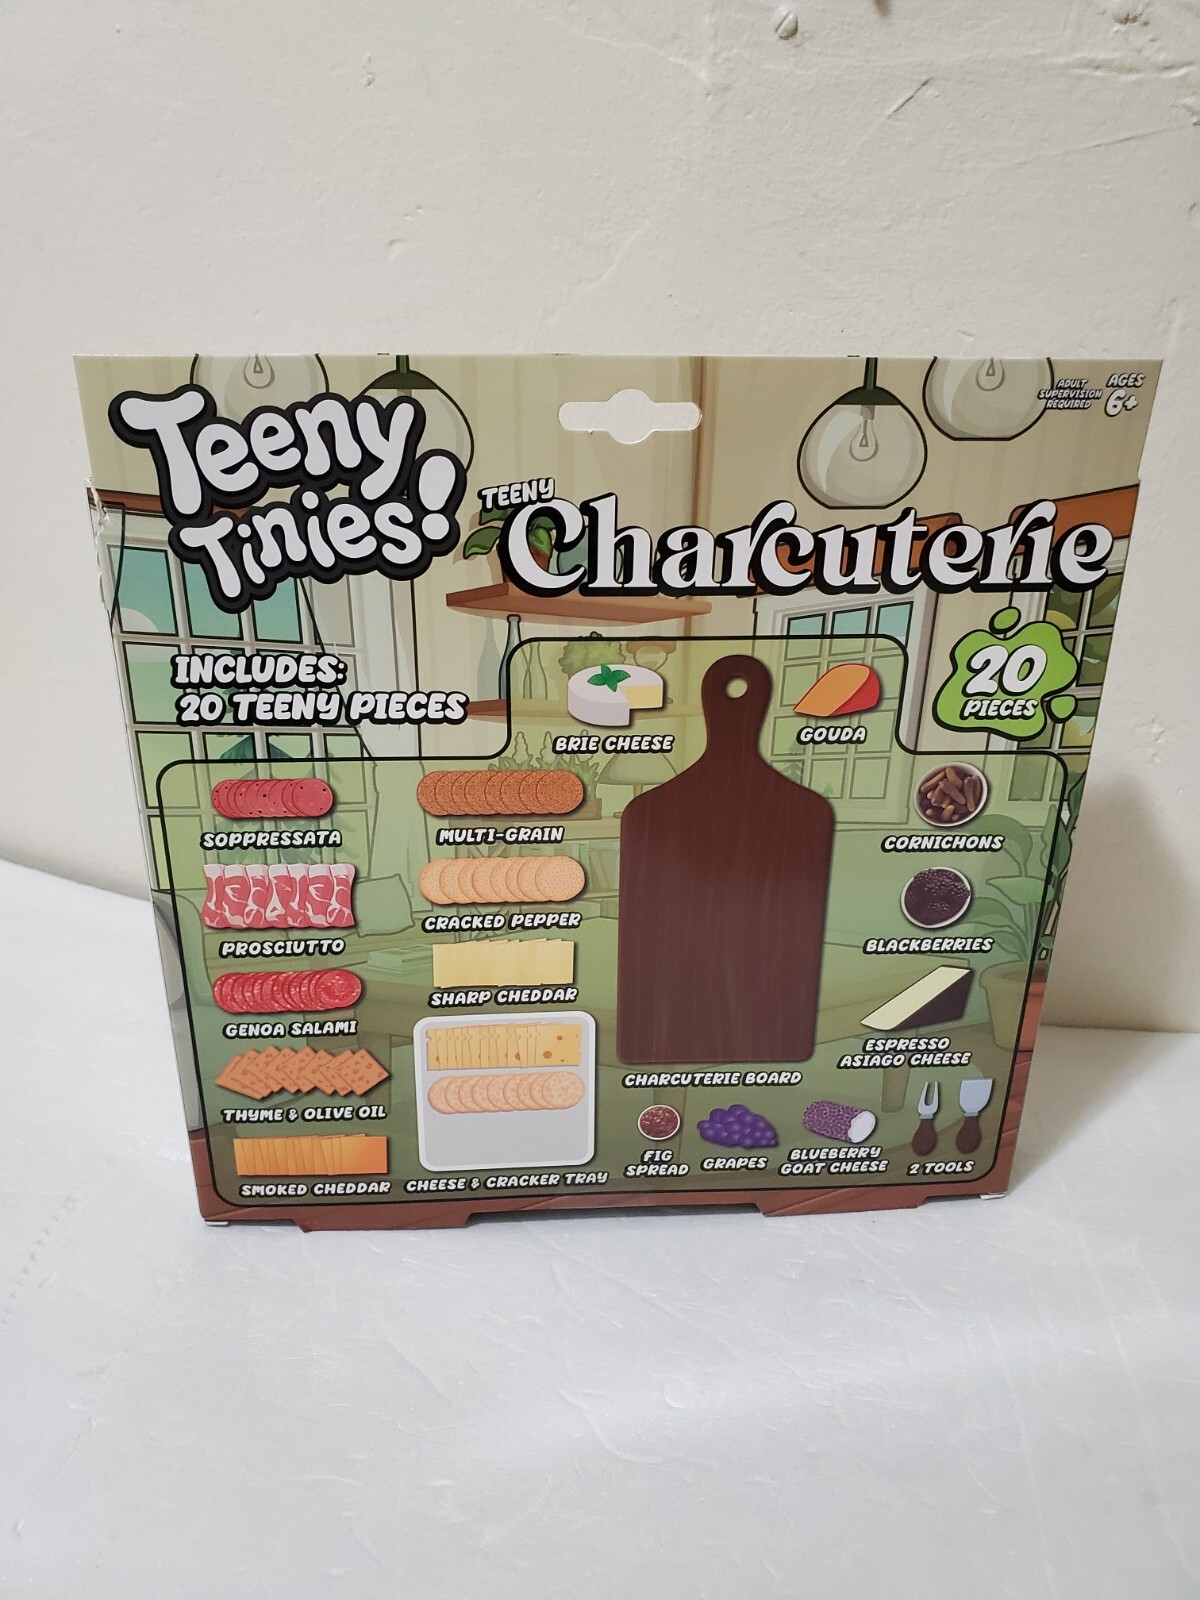 Teeny
Tinies!
TEENY
Charcuterie
ADULT
SUPERVISION
REQUIRED
AGES
6+
INCLUDES:
20 TEENY PIECES
20
PIECES
BRIE CHEESE
GOUDA
SOPPRESSATA
MULTI-GRAIN
CORNICHONS
PROSCIUTTO
CRACKED PEPPER
BLACKBERRIES
GENOA SALAMI
SHARP CHEDDAR
ESPRESSO
ASIAGO CHEESE
THYME & OLIVE OIL
CHARCUTERIE BOARD
SMOKED CHEDDAR
CHEESE & CRACKER TRAY
FIG
SPREAD
GRAPES
BLUEBERRY
GOAT CHEESE
2 TOOLS